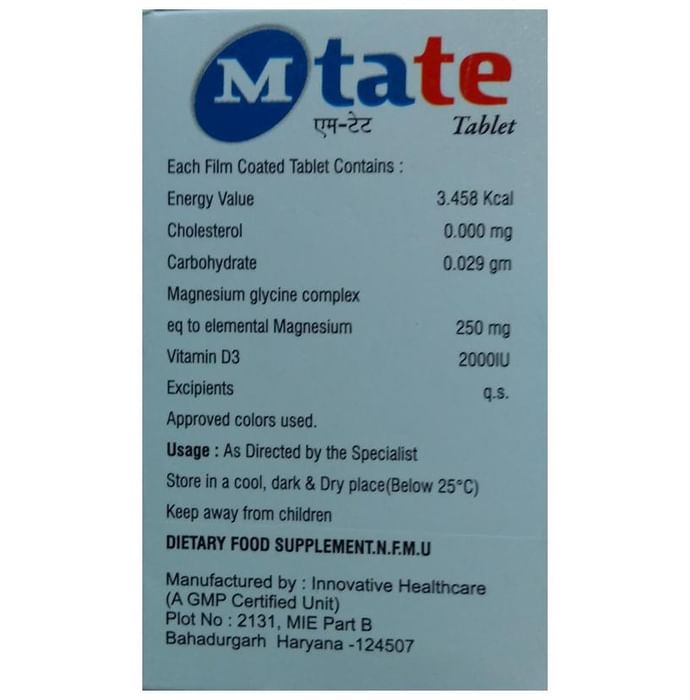 Mtate
एम-टेट Tablet
Each Film Coated Tablet Contains :
Energy Value 3.458 Kcal
Cholesterol 0.000 mg
Carbohydrate 0.029 gm
Magnesium glycine complex
eq to elemental Magnesium 250 mg
Vitamin D3 2000IU
Excipients q.s.
Approved colors used.
Usage : As Directed by the Specialist
Store in a cool, dark & Dry place(Below 25°C)
Keep away from children
DIETARY FOOD SUPPLEMENT.N.F.M.U
Manufactured by : Innovative Healthcare
(A GMP Certified Unit)
Plot No : 2131, MIE Part B
Bahadurgarh Haryana -124507